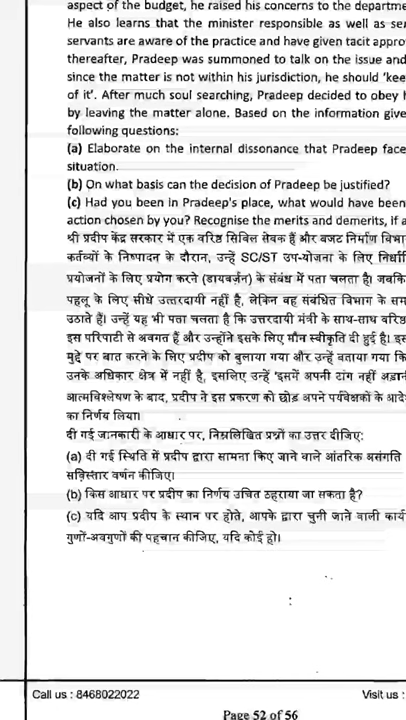 aspect of the budget, he raised his concerns to the departme
He also learns that the minister responsible as well as ser
servants are aware of the practice and have given tacit appro
thereafter, Pradeep was summoned to talk on the issue and
since the matter is not within his jurisdiction, he should 'kee
of it'. After much soul searching, Pradeep decided to obey
by leaving the matter alone. Based on the information give
following questions:
(a) Elaborate on the internal dissonance that Pradeep face
situation.
(b) On what basis can the decision of Pradeep be justified?
(c) Had you been in Pradeep's place, what would have been
action chosen by you? Recognise the merits and demerits, if a
श्री प्रदीप केंद्र सरकार में एक वरिष्ठ सिविल सेवक हैं और बजट निर्माण विभा
कर्तव्यों के निष्पादन के दौरान, उन्हें SC/ST उप-योजना के लिए निर्धारि
प्रयोजनों के लिए प्रयोग करने (डायवर्जन) के संबंध में पता चलता है। जबकि
पहलू के लिए सीधे उत्तरदायी नहीं है, लेकिन वह संबंधित विभाग के सम
उठाते हैं। उन्हें यह भी पता चलता है कि उत्तरदायी मंत्री के साथ-साथ वरिष्
इस परिपाटी से अवगत हैं और उन्होंने इसके लिए मौन स्वीकृति दी हुई है। इस
मुद्दे पर बात करने के लिए प्रदीप को बुलाया गया और उन्हें बताया गया कि
उनके अधिकार क्षेत्र में नहीं है, इसलिए उन्हें 'इसमें अपनी टांग नहीं अड़ान
आत्मविश्लेषण के बाद, प्रदीप ने इस प्रकरण को छोड़ अपने पर्यवेक्षकों के आदे
का निर्णय लिया।
दी गई जानकारी के आधार पर, निम्नलिखित प्रश्नों का उत्तर दीजिए:
(a) दी गई स्थिति में प्रदीप द्वारा सामना किए जाने वाले आंतरिक असंगति
सविस्तार वर्णन कीजिए।
(b) किस आधार पर प्रदीप का निर्णय उचित ठहराया जा सकता है?
(c) यदि आप प्रदीप के स्थान पर होते, आपके द्वारा चुनी जाने वाली कार्य
गुणों-अवगुणों की पहचान कीजिए, यदि कोई हो।
Call us : 8468022022 Visit us :
Page 52 of 56